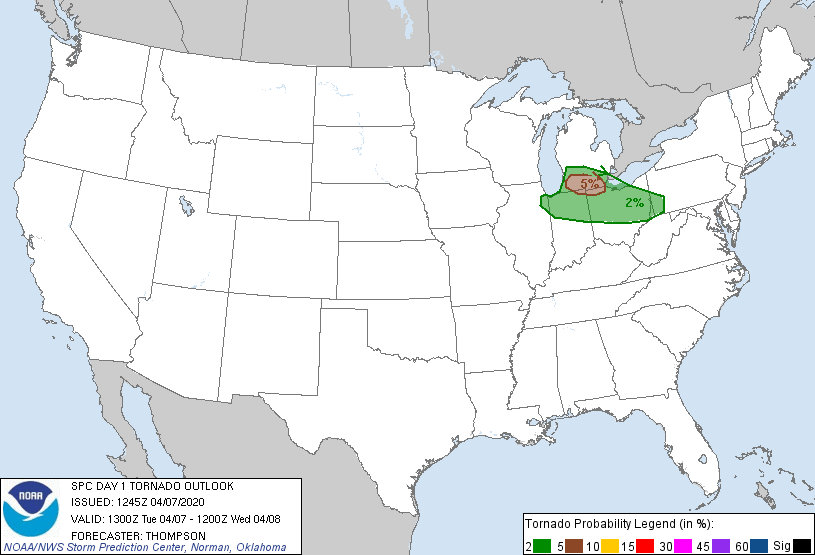 5%
2%
NOAA
SPC DAY 1 TORNADO OUTLOOK
ISSUED: 1245Z 04/07/2020
VALID: 1300Z Tue 04/07 - 1200Z Wed 04/08
FORECASTER: THOMPSON
NOAA/NWS Storm Prediction Center, Norman, Oklahoma
Tornado Probability Legend (in %):
2 5 10 15 30 45 60 Sig